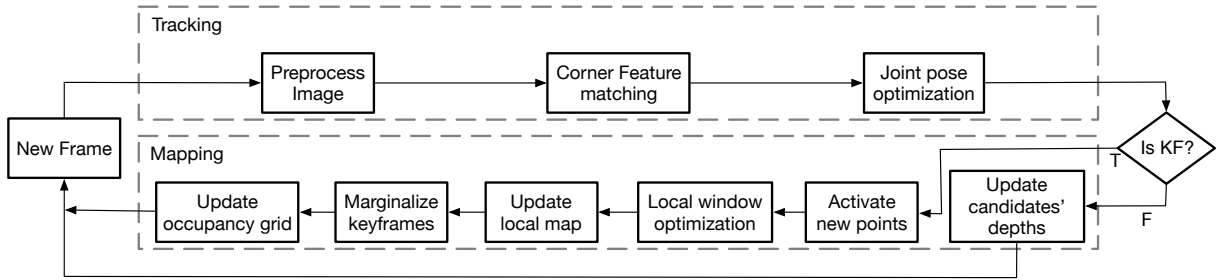 Tracking
Preprocess
Image
Corner Feature
matching
Joint pose
optimization
New Frame
Is KF?
T
F
Mapping
Update
occupancy grid
Marginalize
keyframes
Update
local map
Local window
optimization
Activate
new points
Update
candidates’
depths